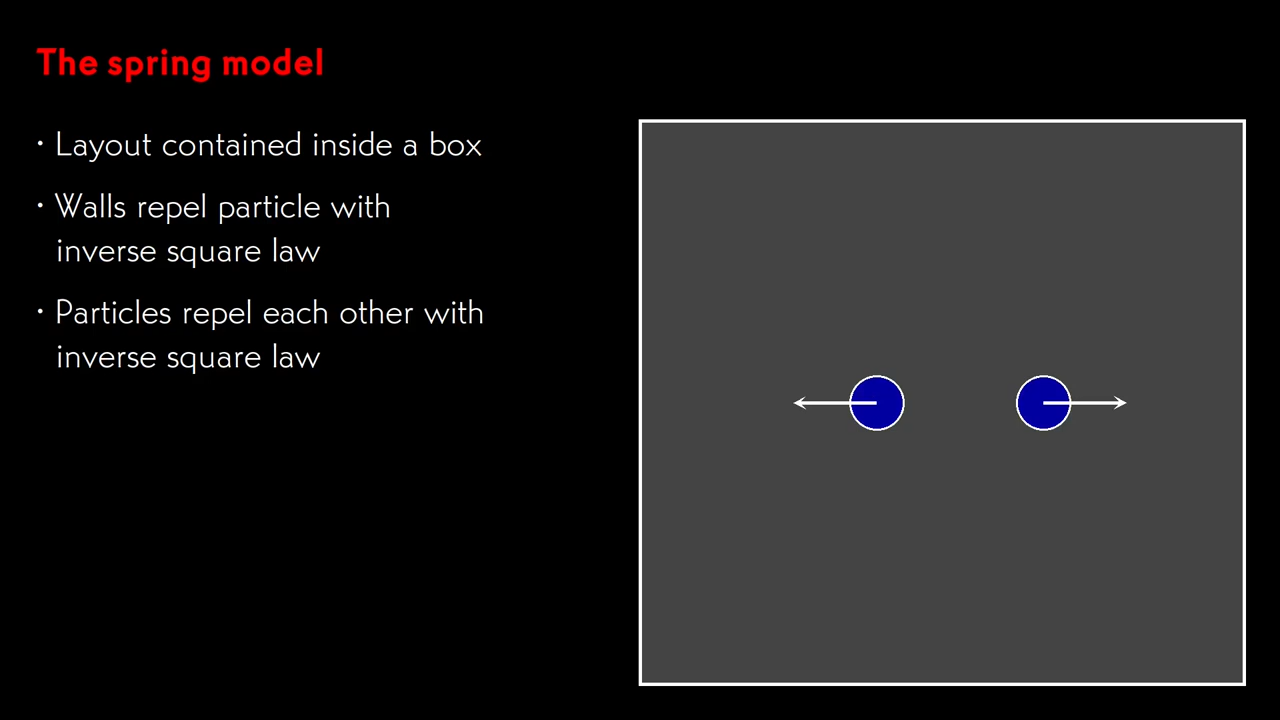 The spring model
• Layout contained inside a box
• Walls repel particle with
inverse square law
• Particles repel each other with
inverse square law